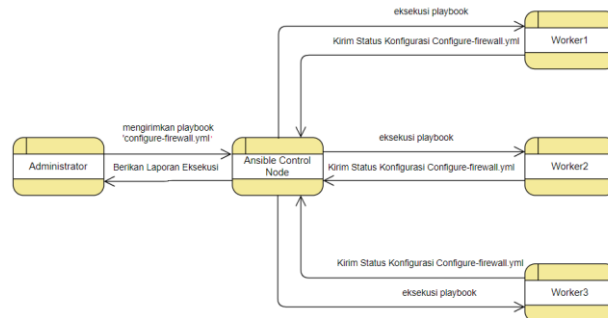 eksekusi playbook
Worker1
Kirim Status Konfigurasi Configure-firewall.yml
mengirimkan playbook
'configure-firewall.yml'
Administrator
Berikan Laporan Eksekusi
Ansible Control
Node
eksekusi playbook
Kirim Status Konfigurasi Configure-firewall.yml
Worker2
Kirim Status Konfigurasi Configure-firewall.yml
Worker3
eksekusi playbook